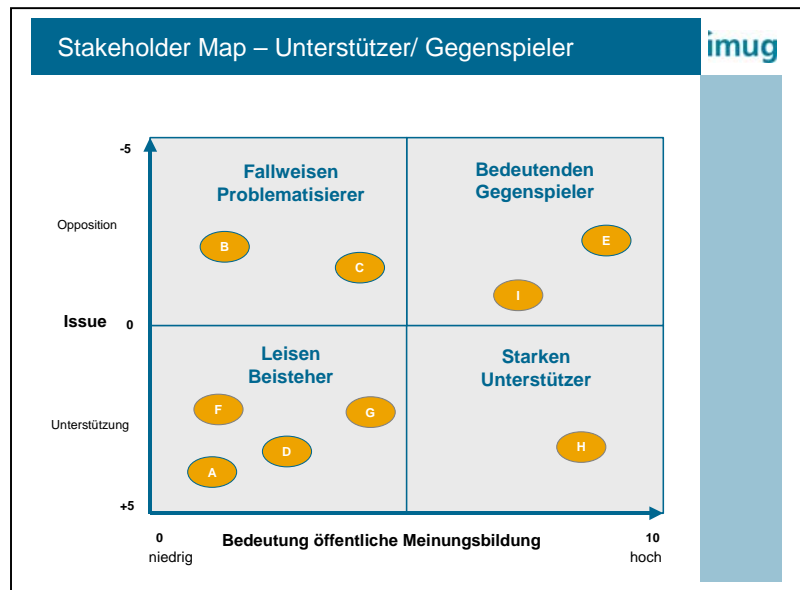 Stakeholder Map – Unterstützer/ Gegenspieler
imug
-5
Fallweisen
Problematisierer
Bedeutenden
Gegenspieler
Opposition
B
C
E
I
Issue
0
Leisen
Beisteher
Starken
Unterstützer
F
G
Unterstützung
D
H
A
+5
0
niedrig
Bedeutung öffentliche Meinungsbildung
10
hoch